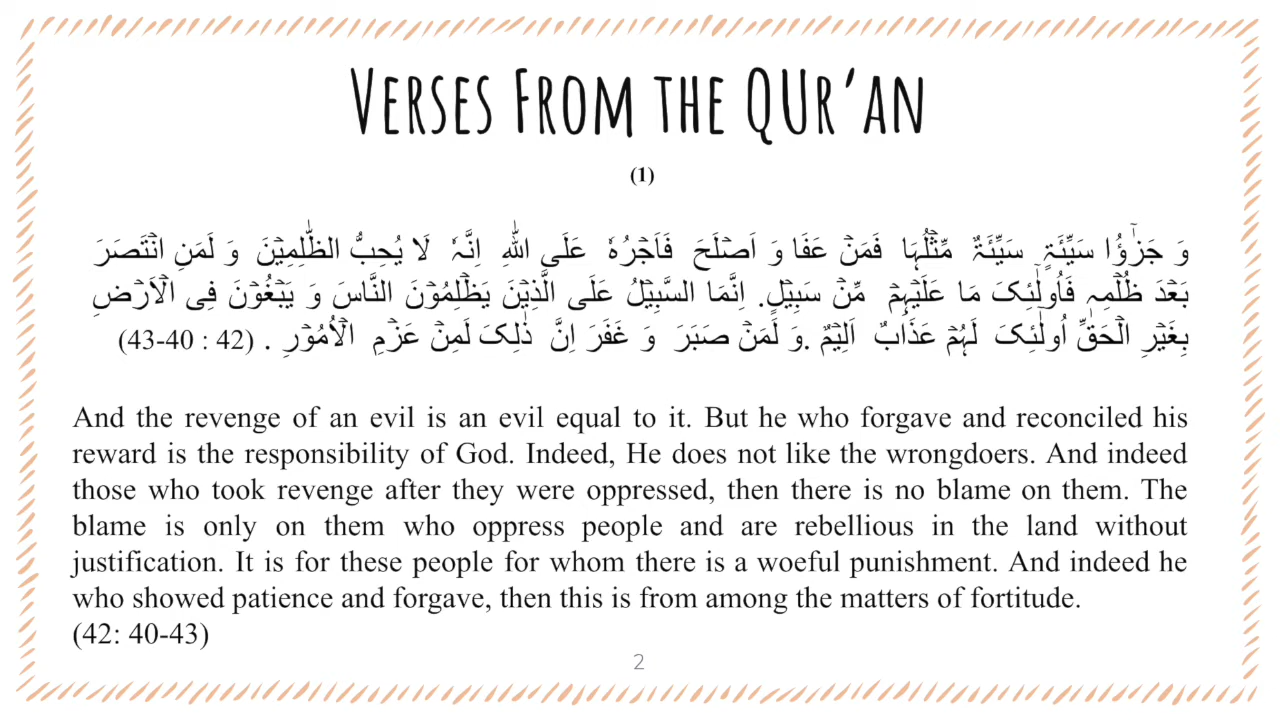 VERSES FROM THE QUR’AN
(1)
وَ جَزٰٓؤُا سَیِّئَۃٍ سَیِّئَۃٌ مِّثۡلُہَا فَمَنۡ عَفَا وَ اَصۡلَحَ فَاَجۡرُہٗ عَلَی اللّٰہِ اِنَّہٗ لَا یُحِبُّ الظّٰلِمِیۡنَ وَ لَمَنِ انۡتَصَرَ
بَعۡدَ ظُلۡمِہٖ فَاُولٰٓئِکَ مَا عَلَیۡہِمۡ مِّنۡ سَبِیۡلٍ. اِنَّمَا السَّبِیۡلُ عَلَی الَّذِیۡنَ یَظۡلِمُوۡنَ النَّاسَ وَ یَبۡغُوۡنَ فِی الۡاَرۡضِ
بِغَیۡرِ الۡحَقِّ اُولٰٓئِکَ لَہُمۡ عَذَابٌ اَلِیۡمٌ .وَ لَمَنۡ صَبَرَ وَ غَفَرَ اِنَّ ذٰلِکَ لَمِنۡ عَزۡمِ الۡاُمُوۡرِ . (42 : 40-43)
And the revenge of an evil is an evil equal to it. But he who forgave and reconciled his
reward is the responsibility of God. Indeed, He does not like the wrongdoers. And indeed
those who took revenge after they were oppressed, then there is no blame on them. The
blame is only on them who oppress people and are rebellious in the land without
justification. It is for these people for whom there is a woeful punishment. And indeed he
who showed patience and forgave, then this is from among the matters of fortitude.
(42: 40-43)
2